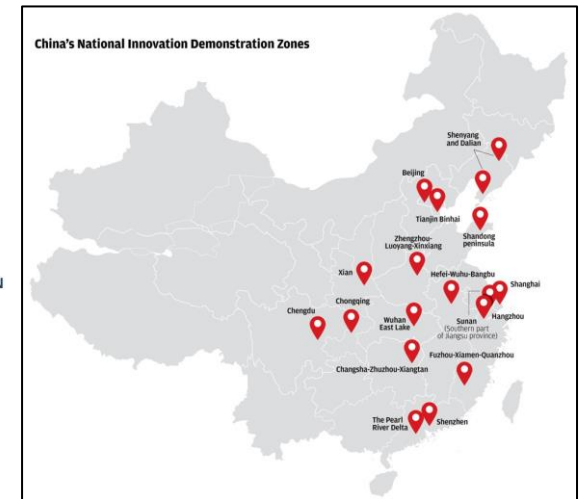 China's National Innovation Demonstration Zones
Shenyang
and Dalian
Beijing
Tianjin Binhai
Shandong
peninsula
Zhengzhou-
Luoyang-Xinxiang
Xian
Hefei-Wuhu-Bangbu
Shanghai
Chengdu
Chongqing
Wuhan
East Lake
Sunan
(Southern part
of Jiangsu province)
Hangzhou
Fuzhou-Xiamen-Quanzhou
Changsha-Zhuzhou-Xiangtan
The Pearl
River Delta
Shenzhen